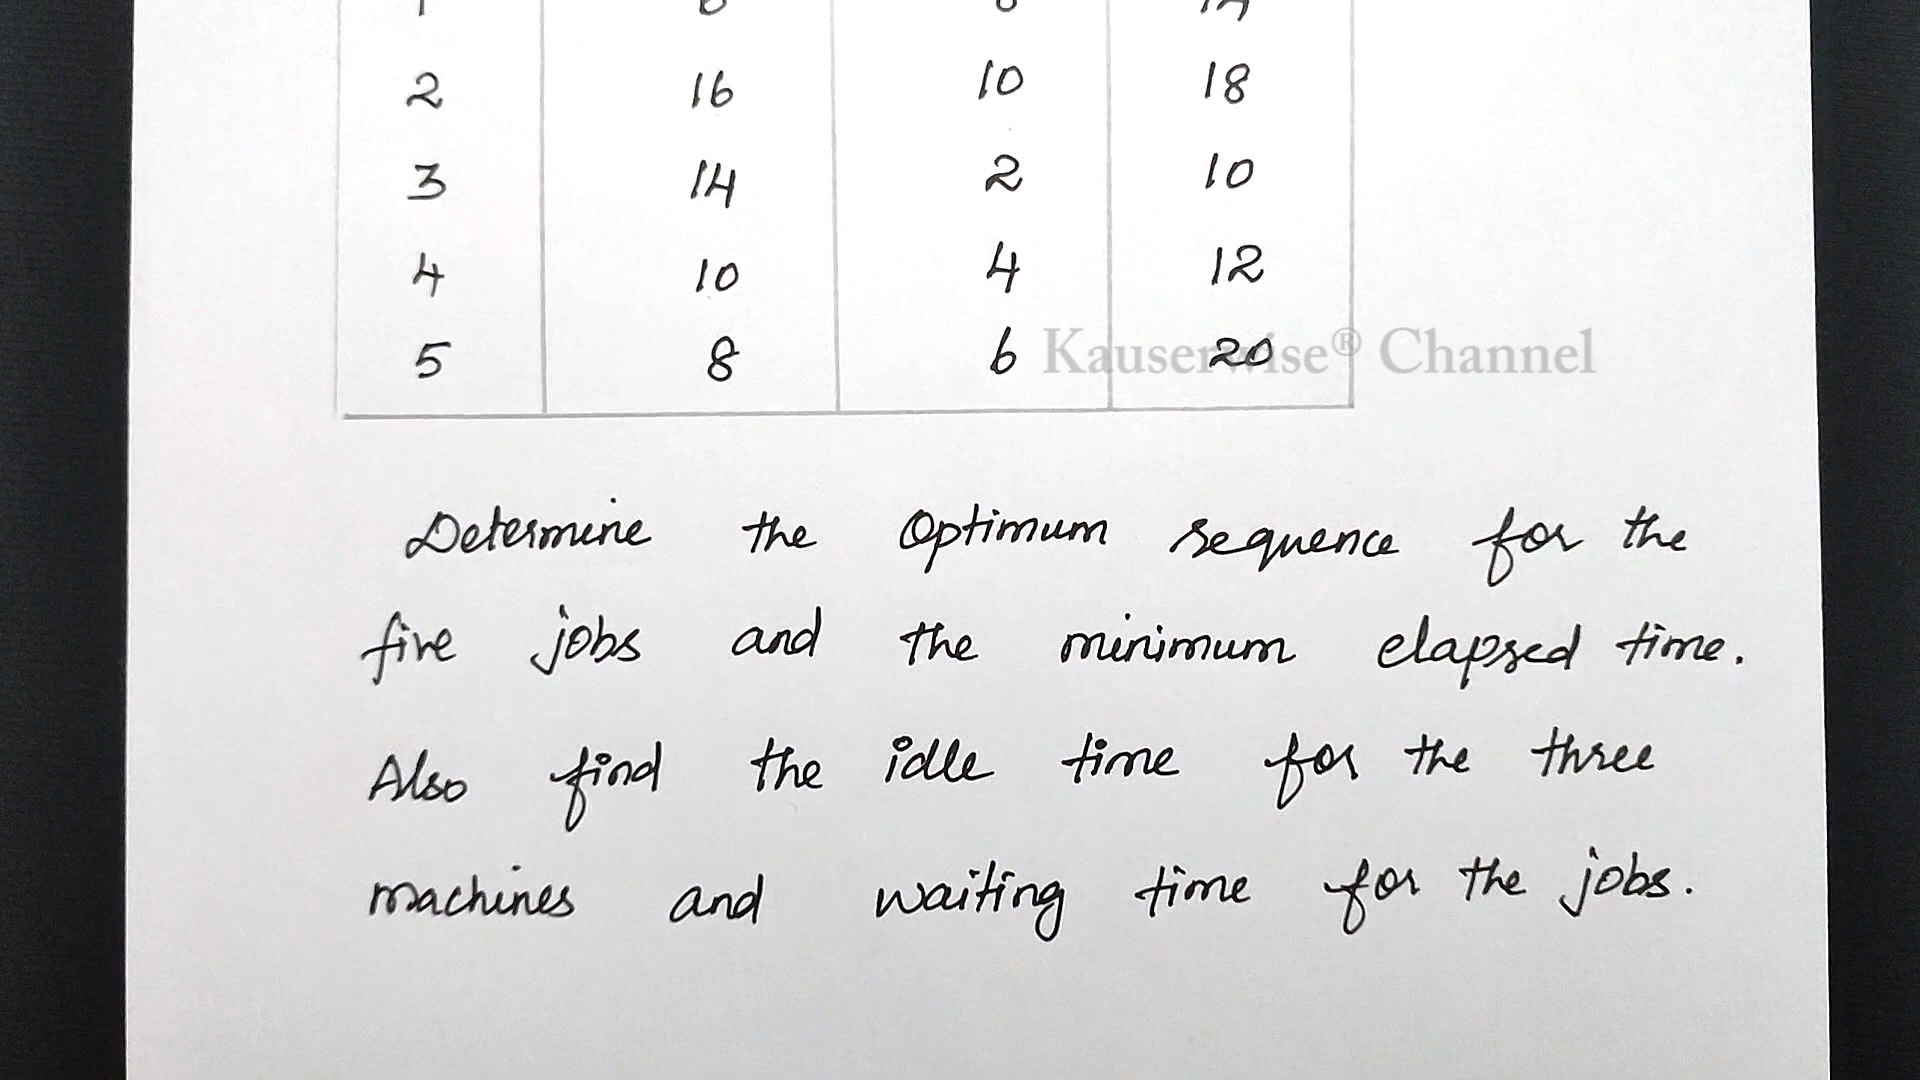 2 16 10 18
3 14 2 10
4 10 4 12
5 8 6 20
Kauserwise® Channel
Determine the Optimum sequence for the
five jobs and the minimum elapsed time.
Also find the idle time for the three
machines and waiting time for the jobs.